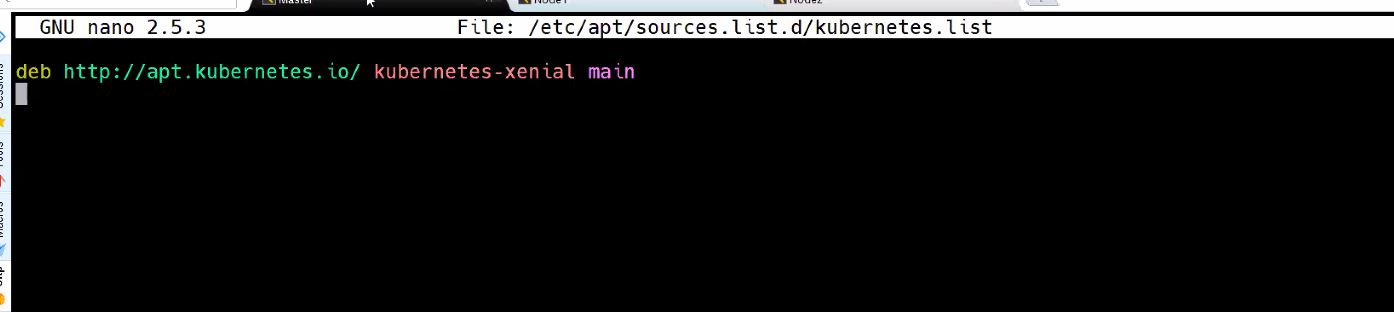 Master
Node1
Node2
GNU nano 2.5.3 File: /etc/apt/sources.list.d/kubernetes.list
deb http://apt.kubernetes.io/ kubernetes-xenial main
Sessions
Tools
Macros